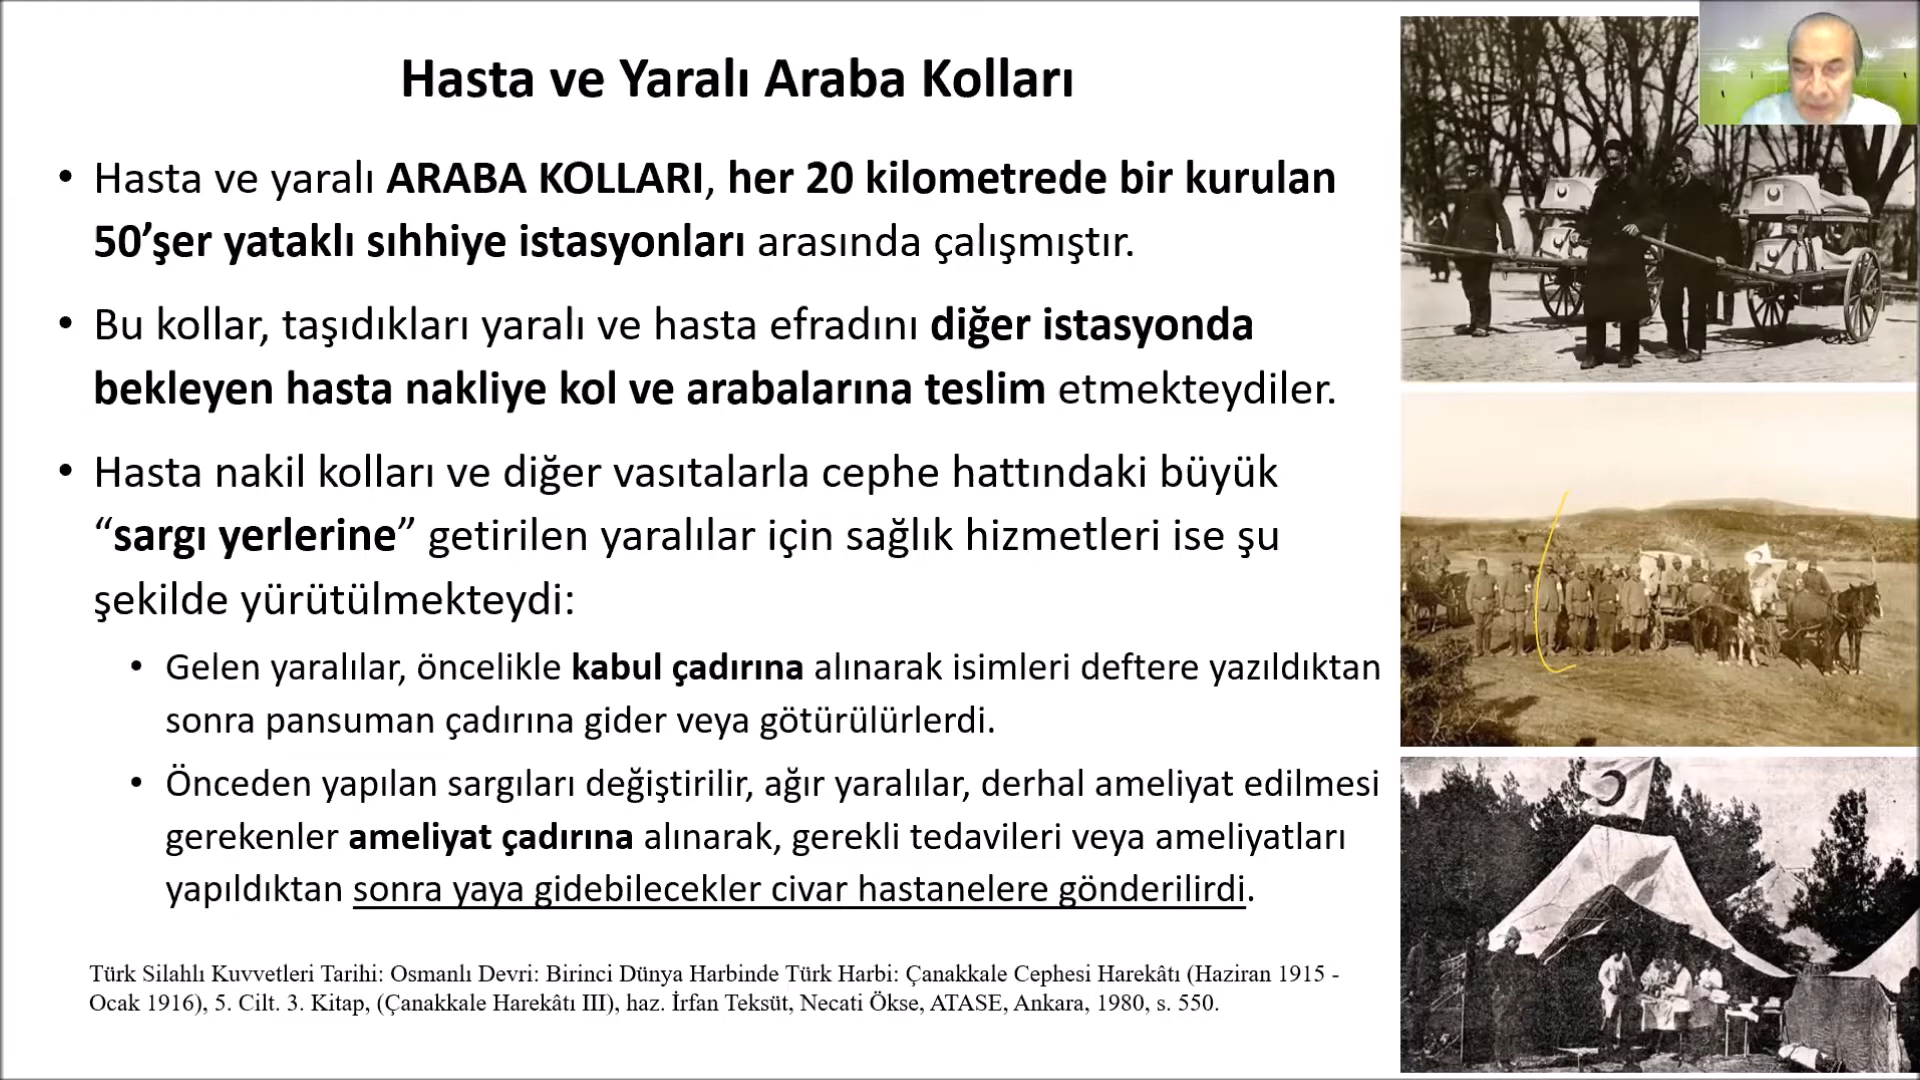 Hasta ve Yaralı Araba Kolları
• Hasta ve yaralı ARABA KOLLARI, her 20 kilometrede bir kurulan
50’şer yataklı sıhhiye istasyonları arasında çalışmıştır.
• Bu kollar, taşıdıkları yaralı ve hasta efradını diğer istasyonda
bekleyen hasta nakliye kol ve arabalarına teslim etmekteydiler.
• Hasta nakil kolları ve diğer vasıtalarla cephe hattındaki büyük
“sargı yerlerine” getirilen yaralılar için sağlık hizmetleri ise şu
şekilde yürütülmekteydi:
• Gelen yaralılar, öncelikle kabul çadırına alınarak isimleri deftere yazıldıktan
sonra pansuman çadırına gider veya götürülürlerdi.
• Önceden yapılan sargıları değiştirilir, ağır yaralılar, derhal ameliyat edilmesi
gerekenler ameliyat çadırına alınarak, gerekli tedavileri veya ameliyatları
yapıldıktan sonra yaya gidebilecekler civar hastanelere gönderilirdi.
Türk Silahlı Kuvvetleri Tarihi: Osmanlı Devri: Birinci Dünya Harbinde Türk Harbi: Çanakkale Cephesi Harekâtı (Haziran 1915 -
Ocak 1916), 5. Cilt. 3. Kitap, (Çanakkale Harekâtı III), haz. İrfan Teksüt, Necati Ökse, ATASE, Ankara, 1980, s. 550.